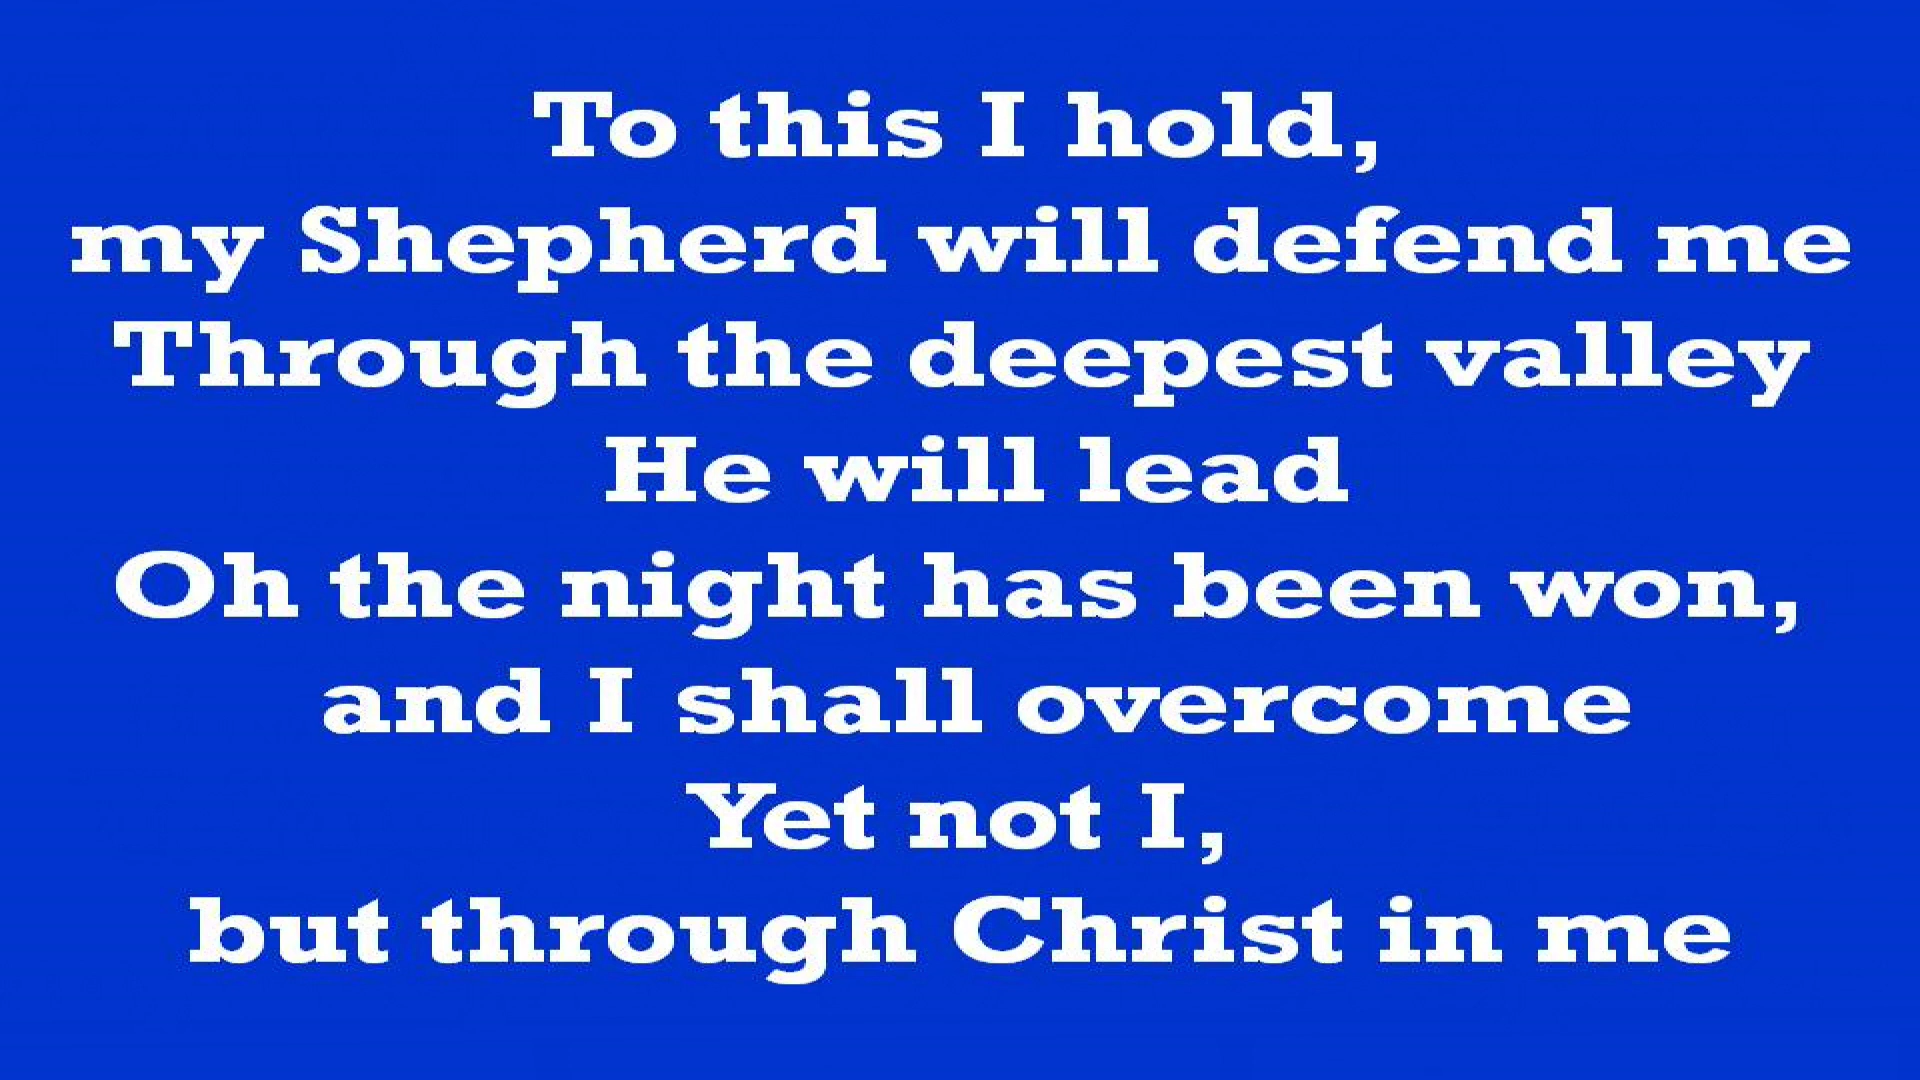 To this I hold,
my Shepherd will defend me
Through the deepest valley
He will lead
Oh the night has been won,
and I shall overcome
Yet not I,
but through Christ in me